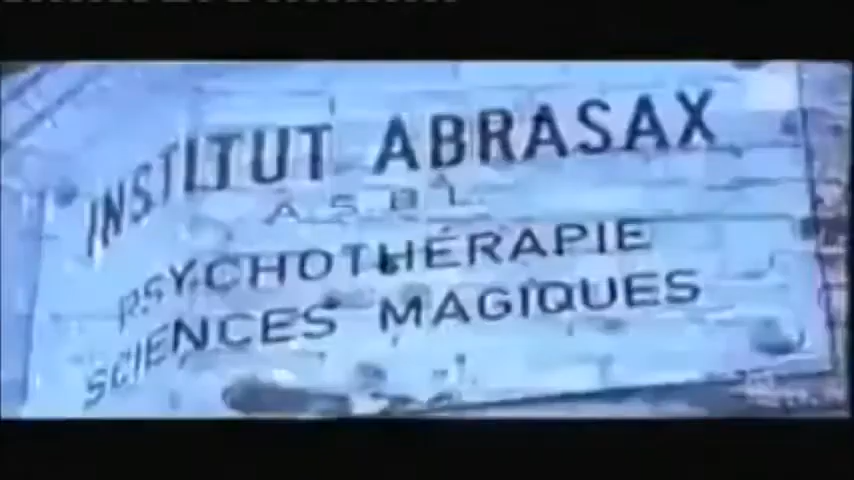 INSTITUT ABRASAX
A.S.B.L.
PSYCHOTHÉRAPIE
SCIENCES MAGIQUES